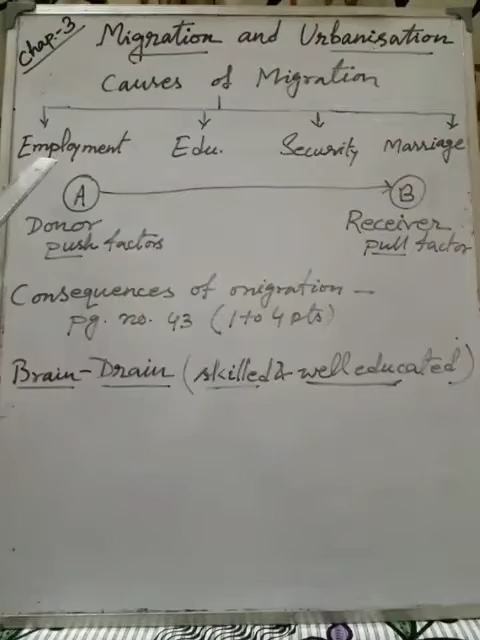 Chap:-3 Migration and Urbanisation
Causes of Migration
Employment Edu. Security Marriage
A B
Donor Receiver
push factors pull factor
Consequences of migration -
pg. no. 43 (1 to 4 pts)
Brain-Drain (skilled & well educated)